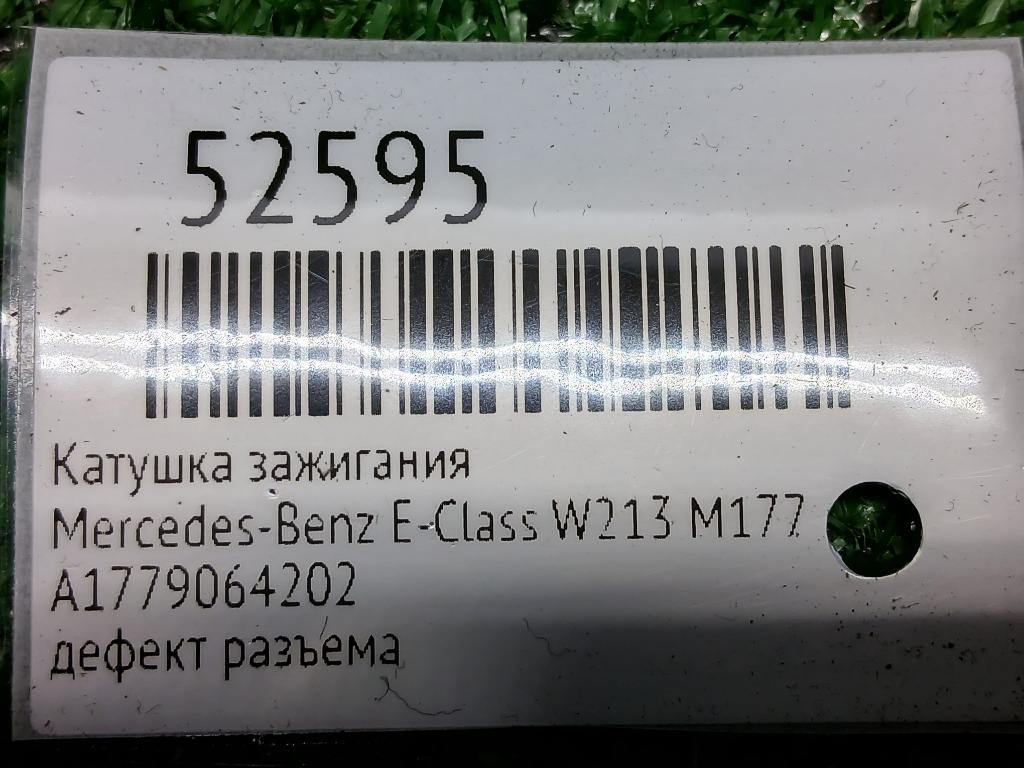 52595
Катушка зажигания
Mercedes-Benz E-Class W213 M177
A1779064202
дефект разъема